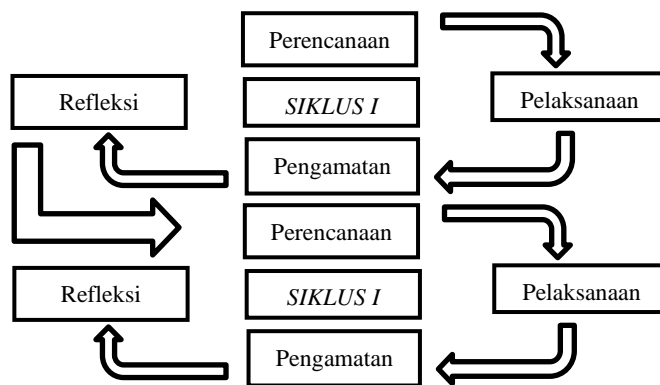 Perencanaan
Refleksi
SIKLUS I
Pelaksanaan
Pengamatan
Perencanaan
Refleksi
SIKLUS I
Pelaksanaan
Pengamatan